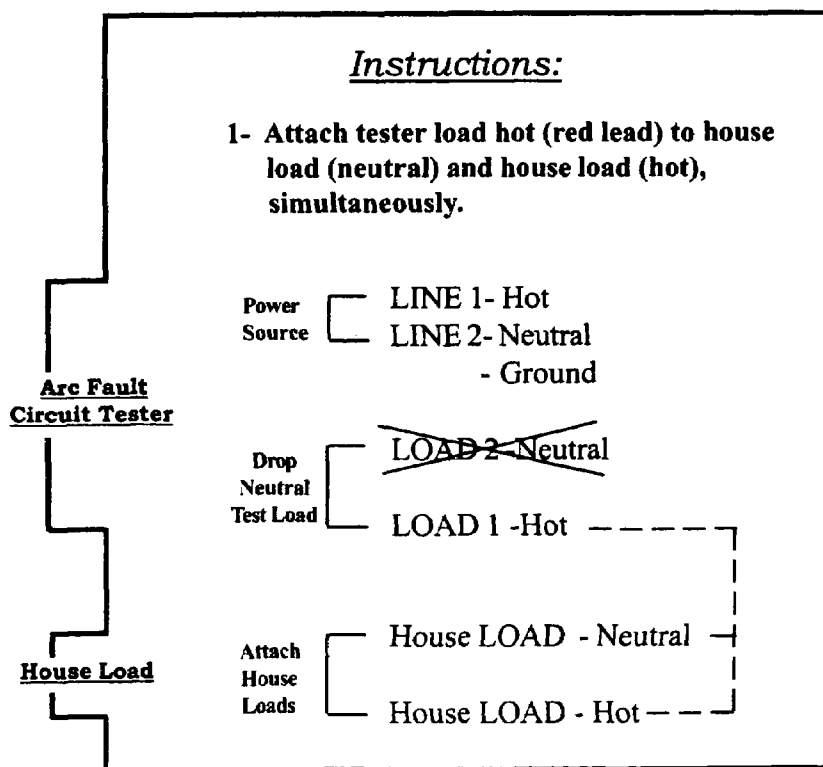 Instructions:
1- Attach tester load hot (red lead) to house
load (neutral) and house load (hot),
simultaneously.
Power
Source
LINE 1- Hot
LINE 2- Neutral
- Ground
Arc Fault
Circuit Tester
Drop
Neutral
Test Load
LOAD 2 -Neutral
LOAD 1 -Hot
House Load
Attach
House
Loads
House LOAD - Neutral
House LOAD - Hot